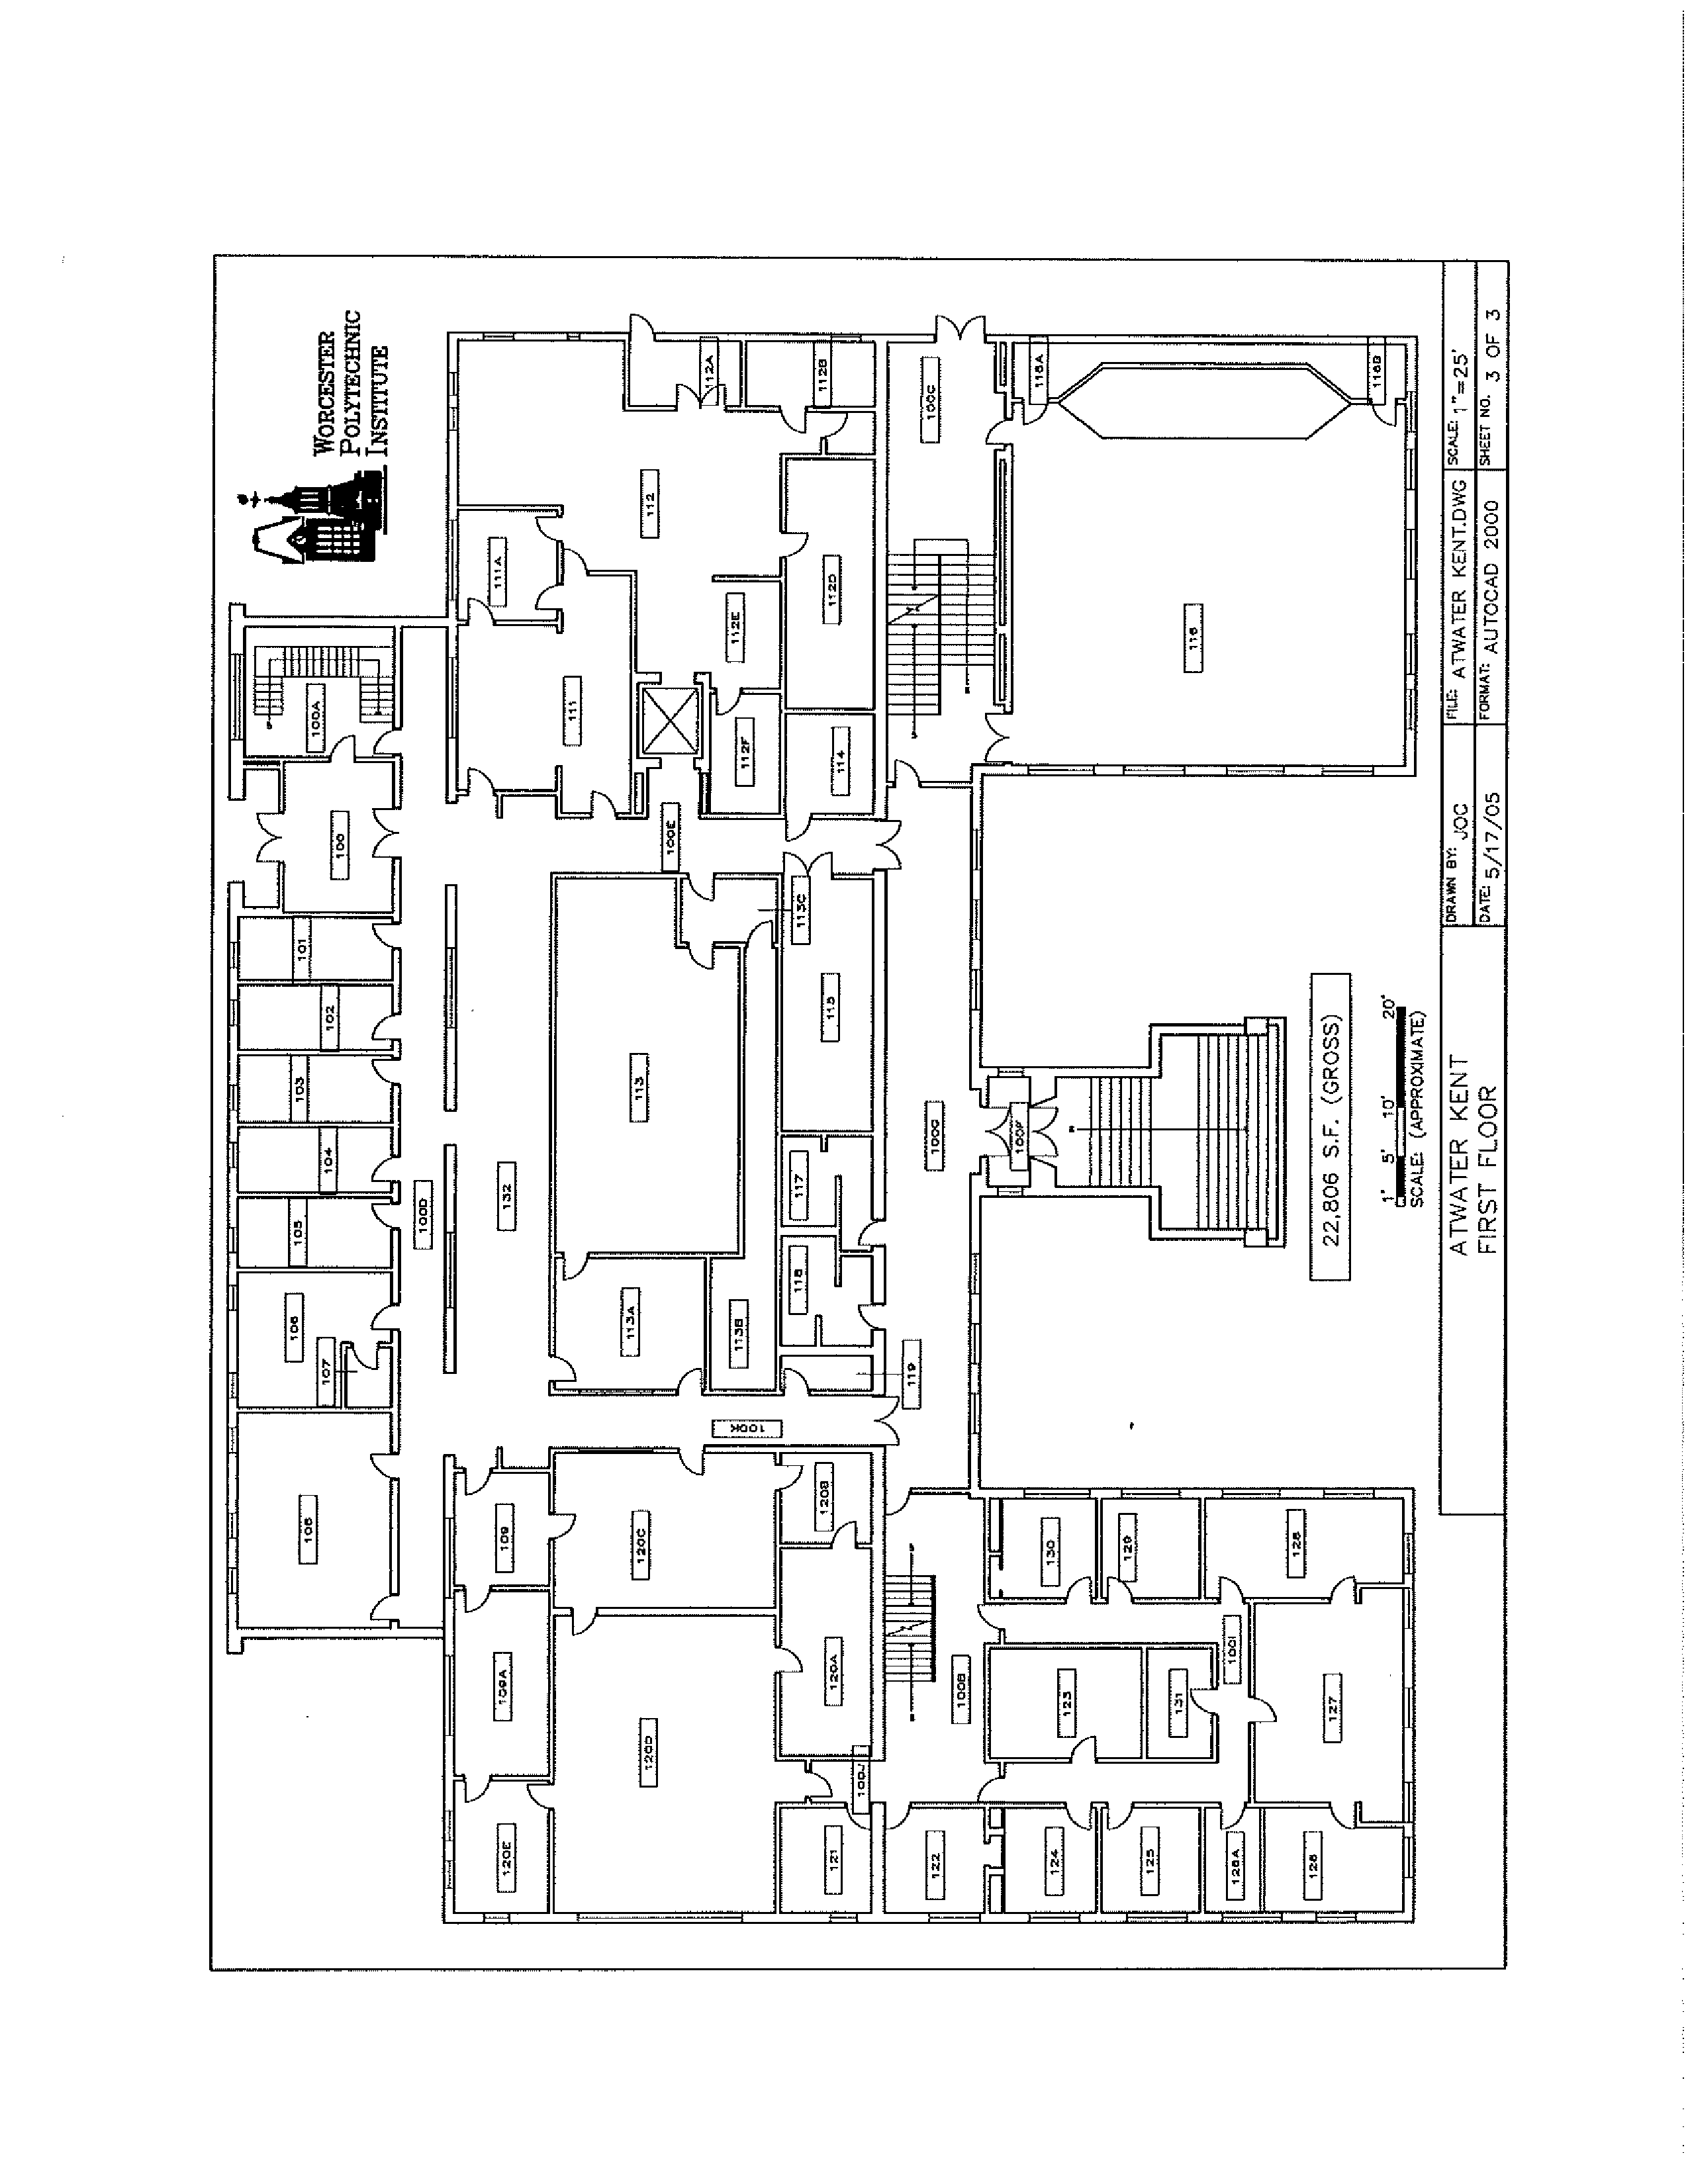 WORCESTER
POLYTECHNIC
INSTITUTE
108
106
107
105
104
103
102
101
100
100A
100D
120E
109A
109
132
111A
120D
120C
113A
113
100E
111
112
113B
112F
112E
112A
100K
118
117
113C
121
120A
120B
115
114
112D
112B
100J
119
122
100B
100G
100C
100F
124
123
130
116A
125
131
129
116
126A
100I
126
127
128
116B
22,806 S.F. (GROSS)
1' 5' 10' 20'
SCALE: (APPROXIMATE)
ATWATER KENT
FIRST FLOOR
DRAWN BY: JOC
DATE: 5/17/05
FILE: ATWATER KENT.DWG
FORMAT: AUTOCAD 2000
SCALE: 1"=25'
SHEET NO. 3 OF 3